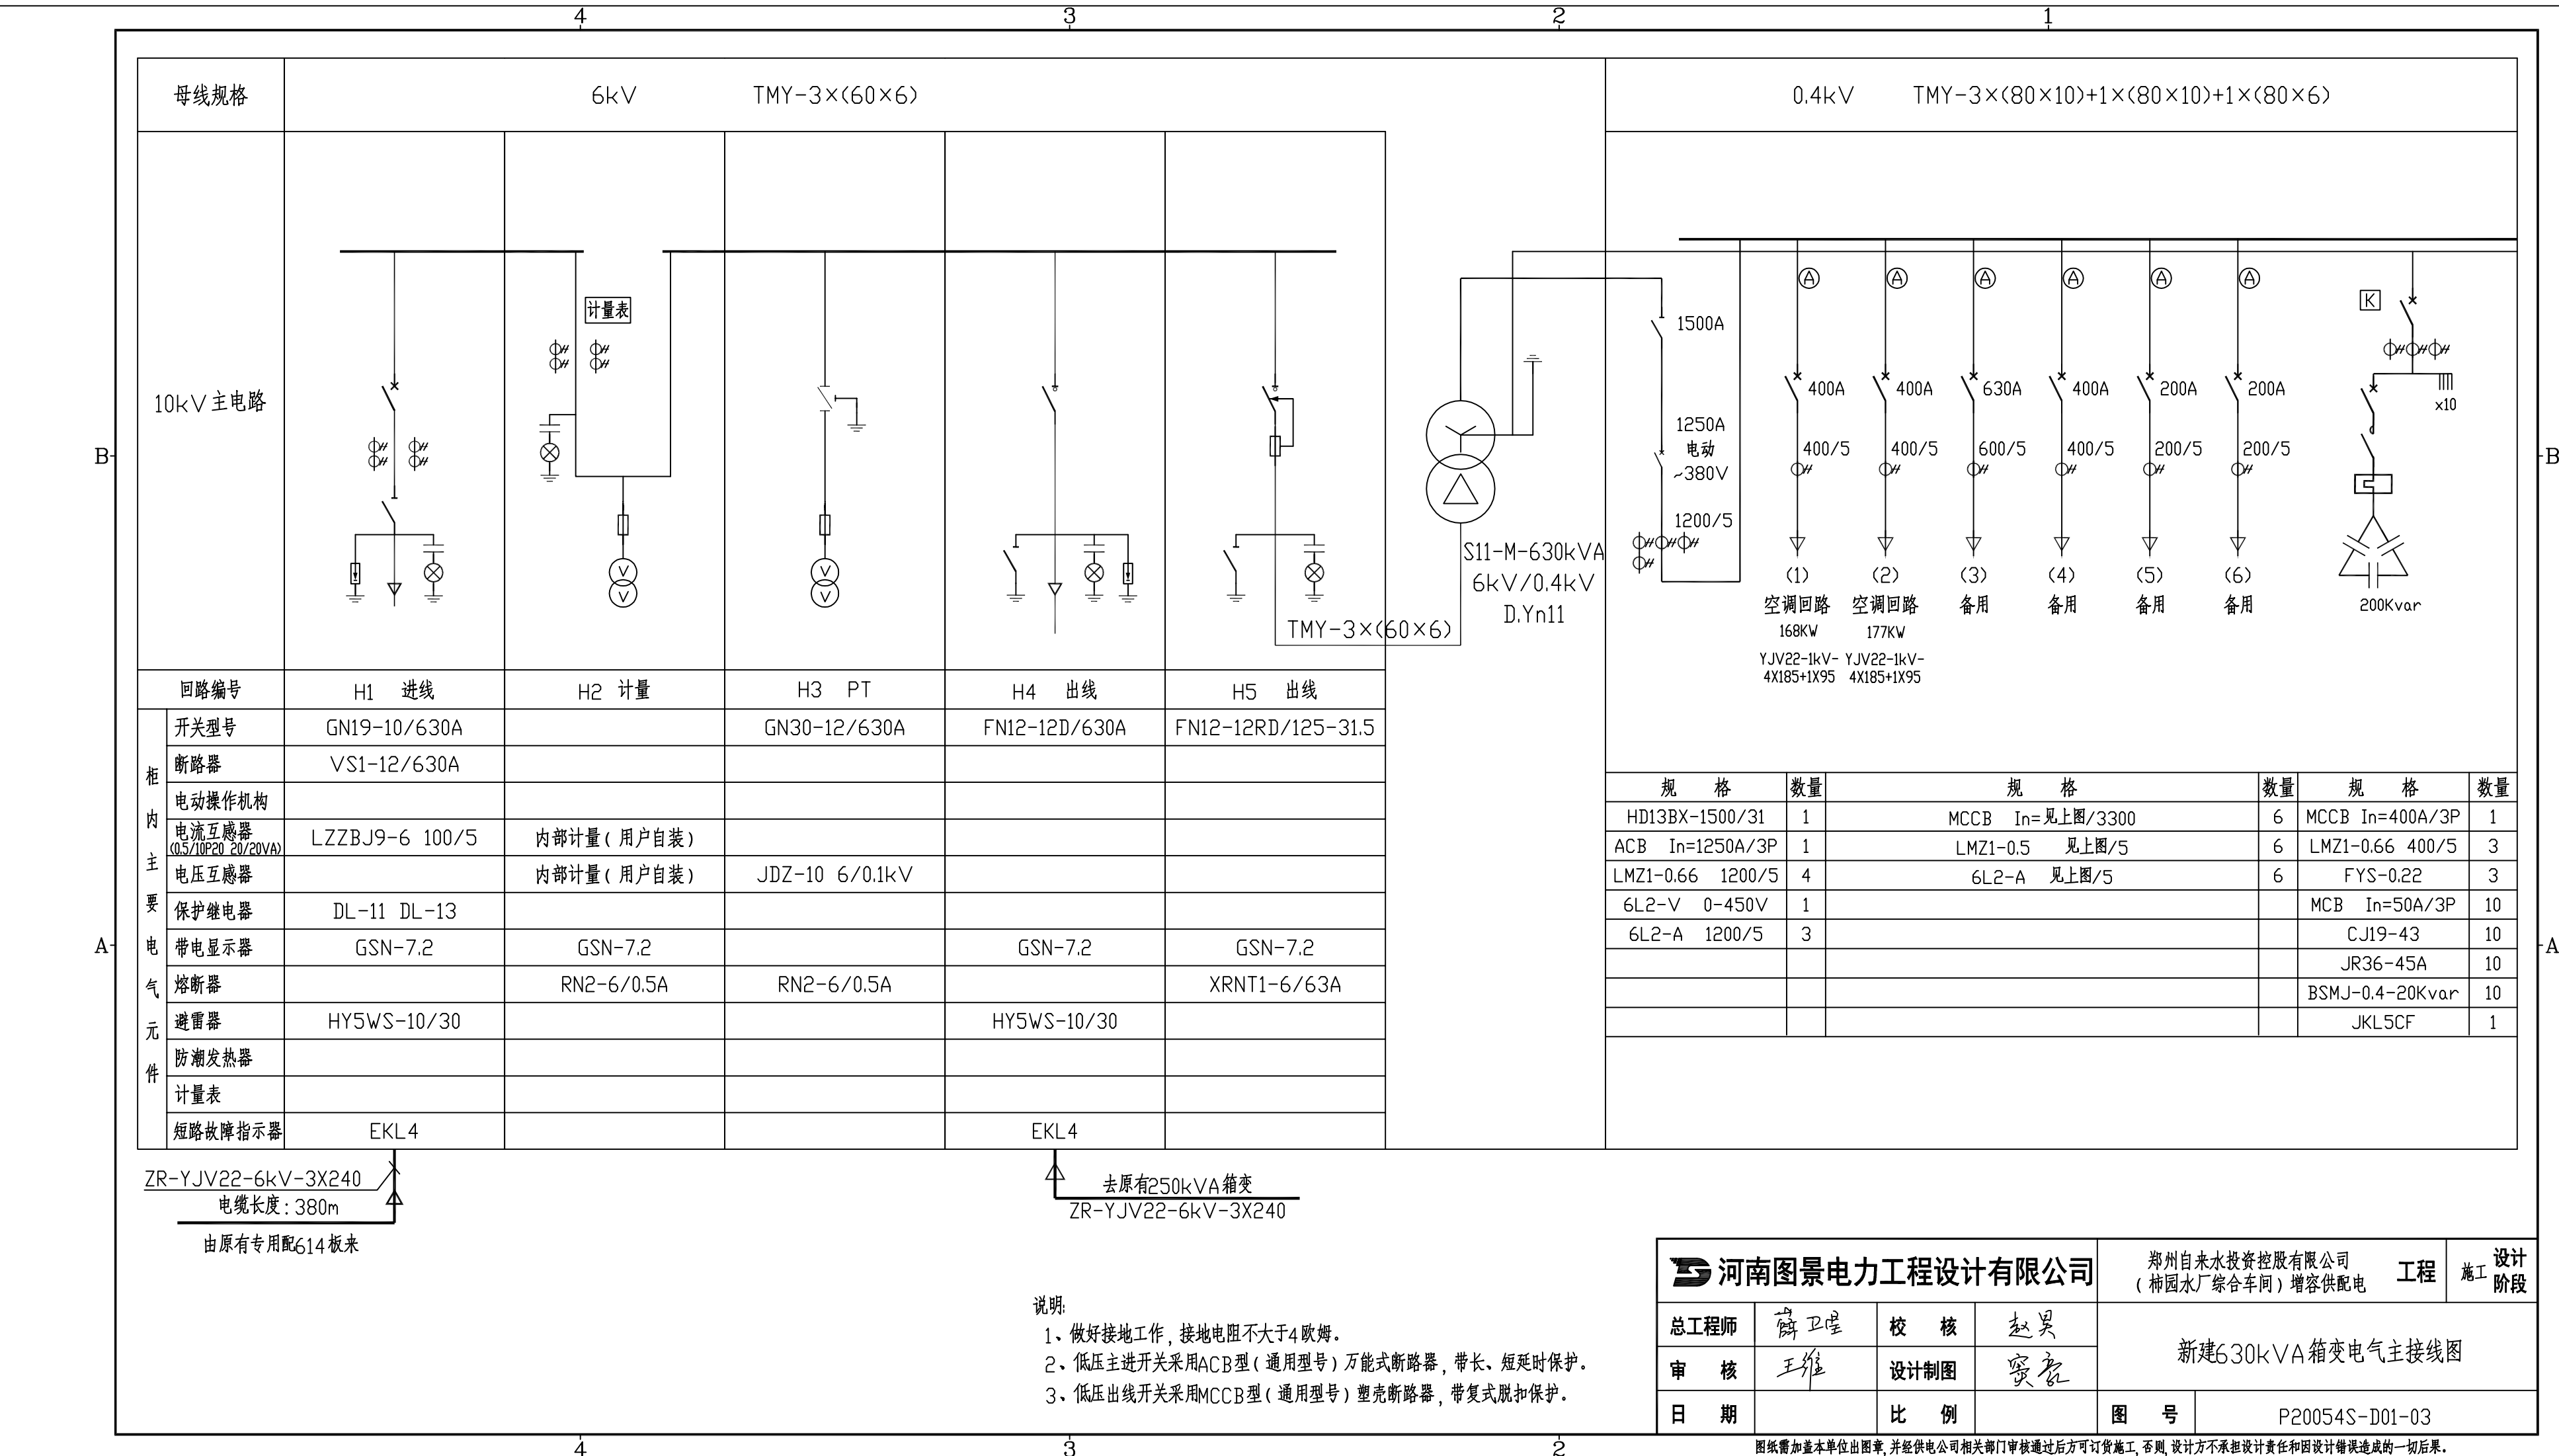 4 3 2 1
母线规格 6kV TMY-3×(60×6) 0.4kV TMY-3×(80×10)+1×(80×10)+1×(80×6)
10kV主电路
计量表
TMY-3×(60×6)
S11-M-630kVA
6kV/0.4kV
D.Yn11
1500A
1250A
电动
~380V
1200/5
A A A A A A
K
400A 400A 630A 400A 200A 200A
x10
400/5 400/5 600/5 400/5 200/5 200/5
(1) (2) (3) (4) (5) (6)
空调回路 空调回路 备用 备用 备用 备用 200Kvar
168KW 177KW
YJV22-1kV- YJV22-1kV-
4X185+1X95 4X185+1X95
B B
回路编号 H1 进线 H2 计量 H3 PT H4 出线 H5 出线
柜内主要电气元件
开关型号 GN19-10/630A GN30-12/630A FN12-12D/630A FN12-12RD/125-31.5
断路器 VS1-12/630A
电动操作机构
电流互感器 LZZBJ9-6 100/5 内部计量(用户自装)
(0.5/10P20 20/20VA)
电压互感器 内部计量(用户自装) JDZ-10 6/0.1kV
保护继电器 DL-11 DL-13
带电显示器 GSN-7.2 GSN-7.2 GSN-7.2 GSN-7.2
熔断器 RN2-6/0.5A RN2-6/0.5A XRNT1-6/63A
避雷器 HY5WS-10/30 HY5WS-10/30
防潮发热器
计量表
短路故障指示器 EKL4 EKL4
规 格 数量 规 格 数量 规 格 数量
HD13BX-1500/31 1 MCCB In=见上图/3300 6 MCCB In=400A/3P 1
ACB In=1250A/3P 1 LMZ1-0.5 见上图/5 6 LMZ1-0.66 400/5 3
LMZ1-0.66 1200/5 4 6L2-A 见上图/5 6 FYS-0.22 3
6L2-V 0-450V 1 MCB In=50A/3P 10
6L2-A 1200/5 3 CJ19-43 10
JR36-45A 10
BSMJ-0.4-20Kvar 10
JKL5CF 1
A A
ZR-YJV22-6kV-3X240
电缆长度:380m
由原有专用配614板来
去原有250kVA箱变
ZR-YJV22-6kV-3X240
说明:
1、做好接地工作,接地电阻不大于4欧姆。
2、低压主进开关采用ACB型(通用型号)万能式断路器,带长、短延时保护。
3、低压出线开关采用MCCB型(通用型号)塑壳断路器,带复式脱扣保护。
河南图景电力工程设计有限公司
郑州自来水投资控股有限公司
(柿园水厂综合车间)增容供配电 工程
施工 设计阶段
总工程师 薛卫星 校 核 赵昊
审 核 王维 设计制图
新建630kVA箱变电气主接线图
日 期 比 例 图 号 P20054S-D01-03
4 3 2
图纸需加盖本单位出图章,并经供电公司相关部门审核通过后方可订货施工,否则,设计方不承担设计责任和因设计错误造成的一切后果。